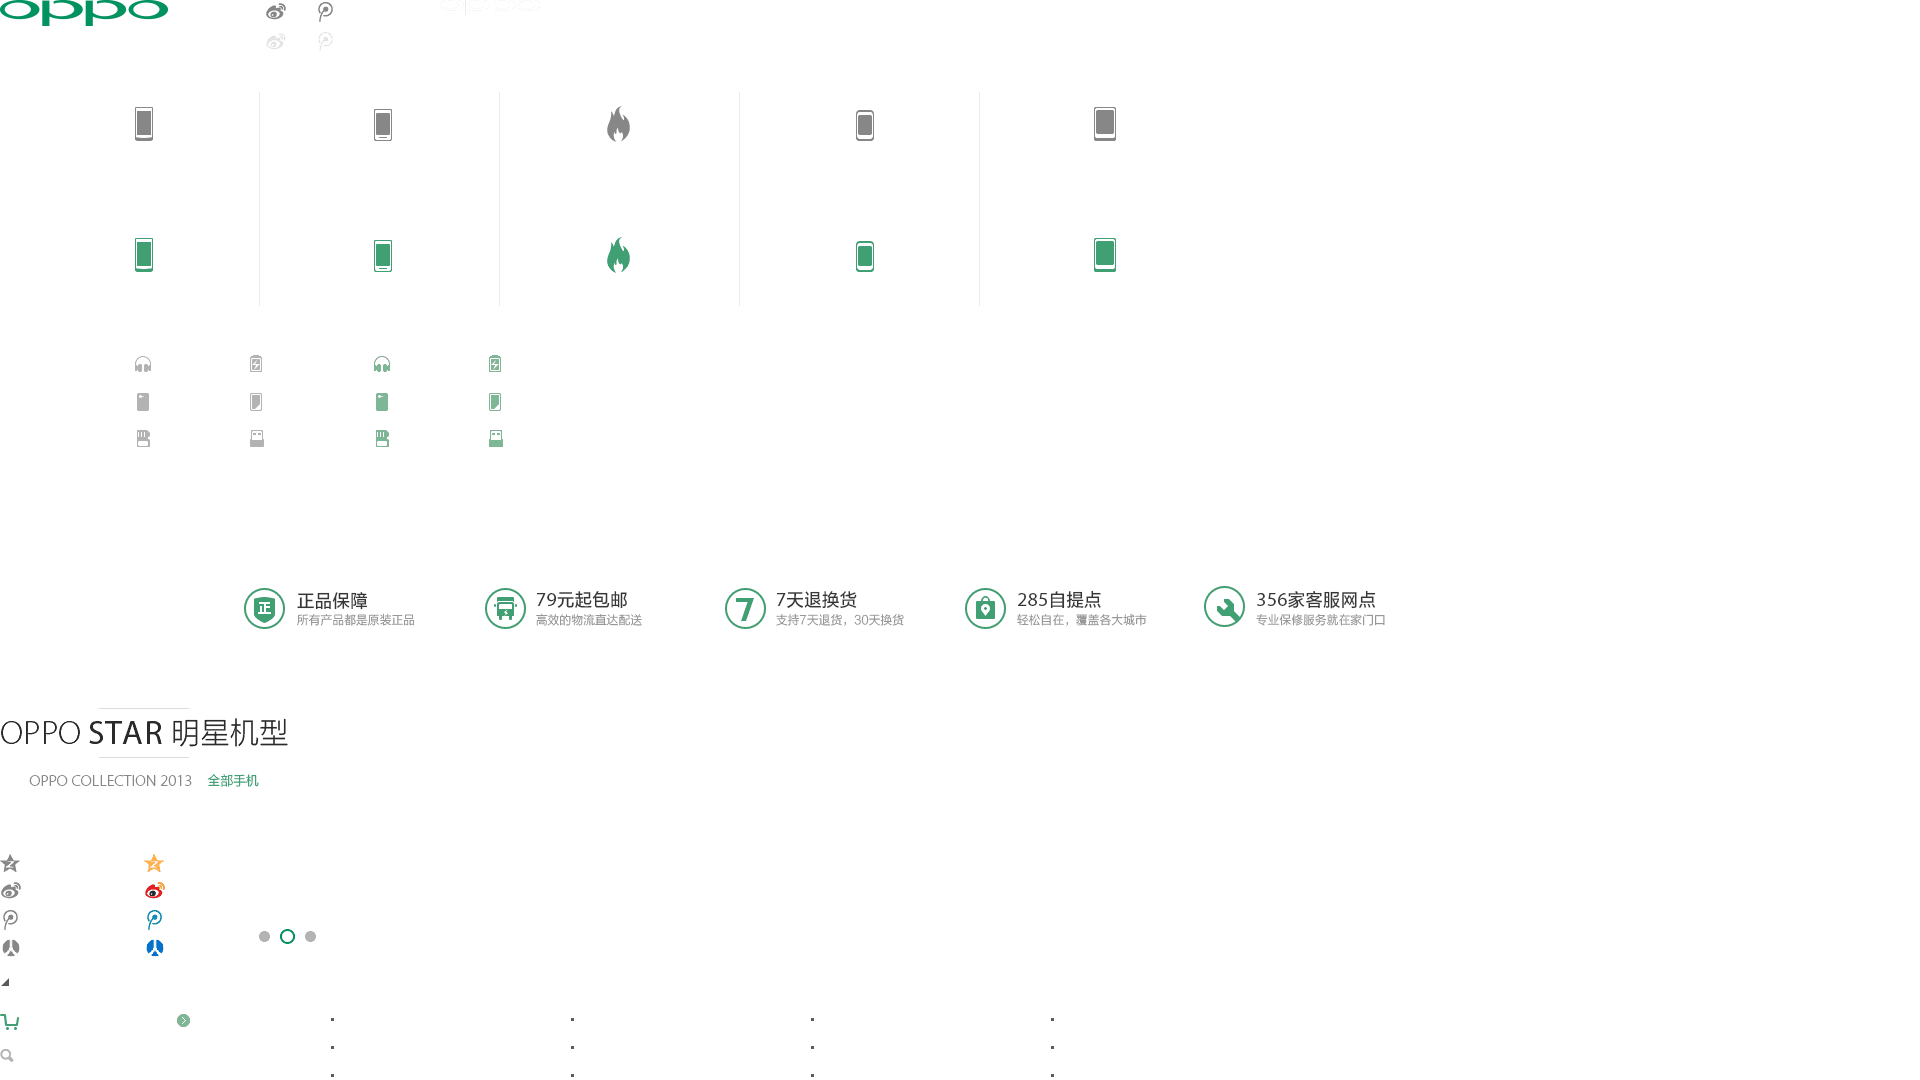 oppo
正
正品保障
所有产品都是原装正品
79元起包邮
高效的物流直达配送
7
7天退换货
支持7天退货，30天换货
285自提点
轻松自在，覆盖各大城市
356家客服网点
专业保修服务就在家门口
OPPO STAR 明星机型
OPPO COLLECTION 2013 全部手机